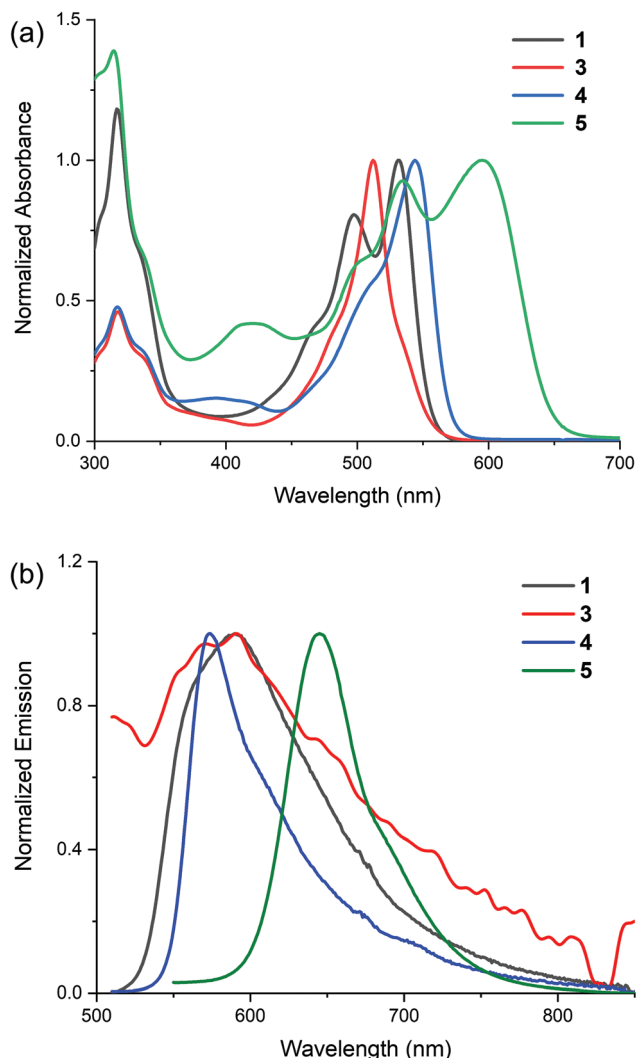 (a)
1.5
1.0
0.5
0.0
Normalized Absorbance
1
3
4
5
300 400 500 600 700
Wavelength (nm)
(b)
1.2
0.8
0.4
0.0
Normalized Emission
1
3
4
5
500 600 700 800
Wavelength (nm)